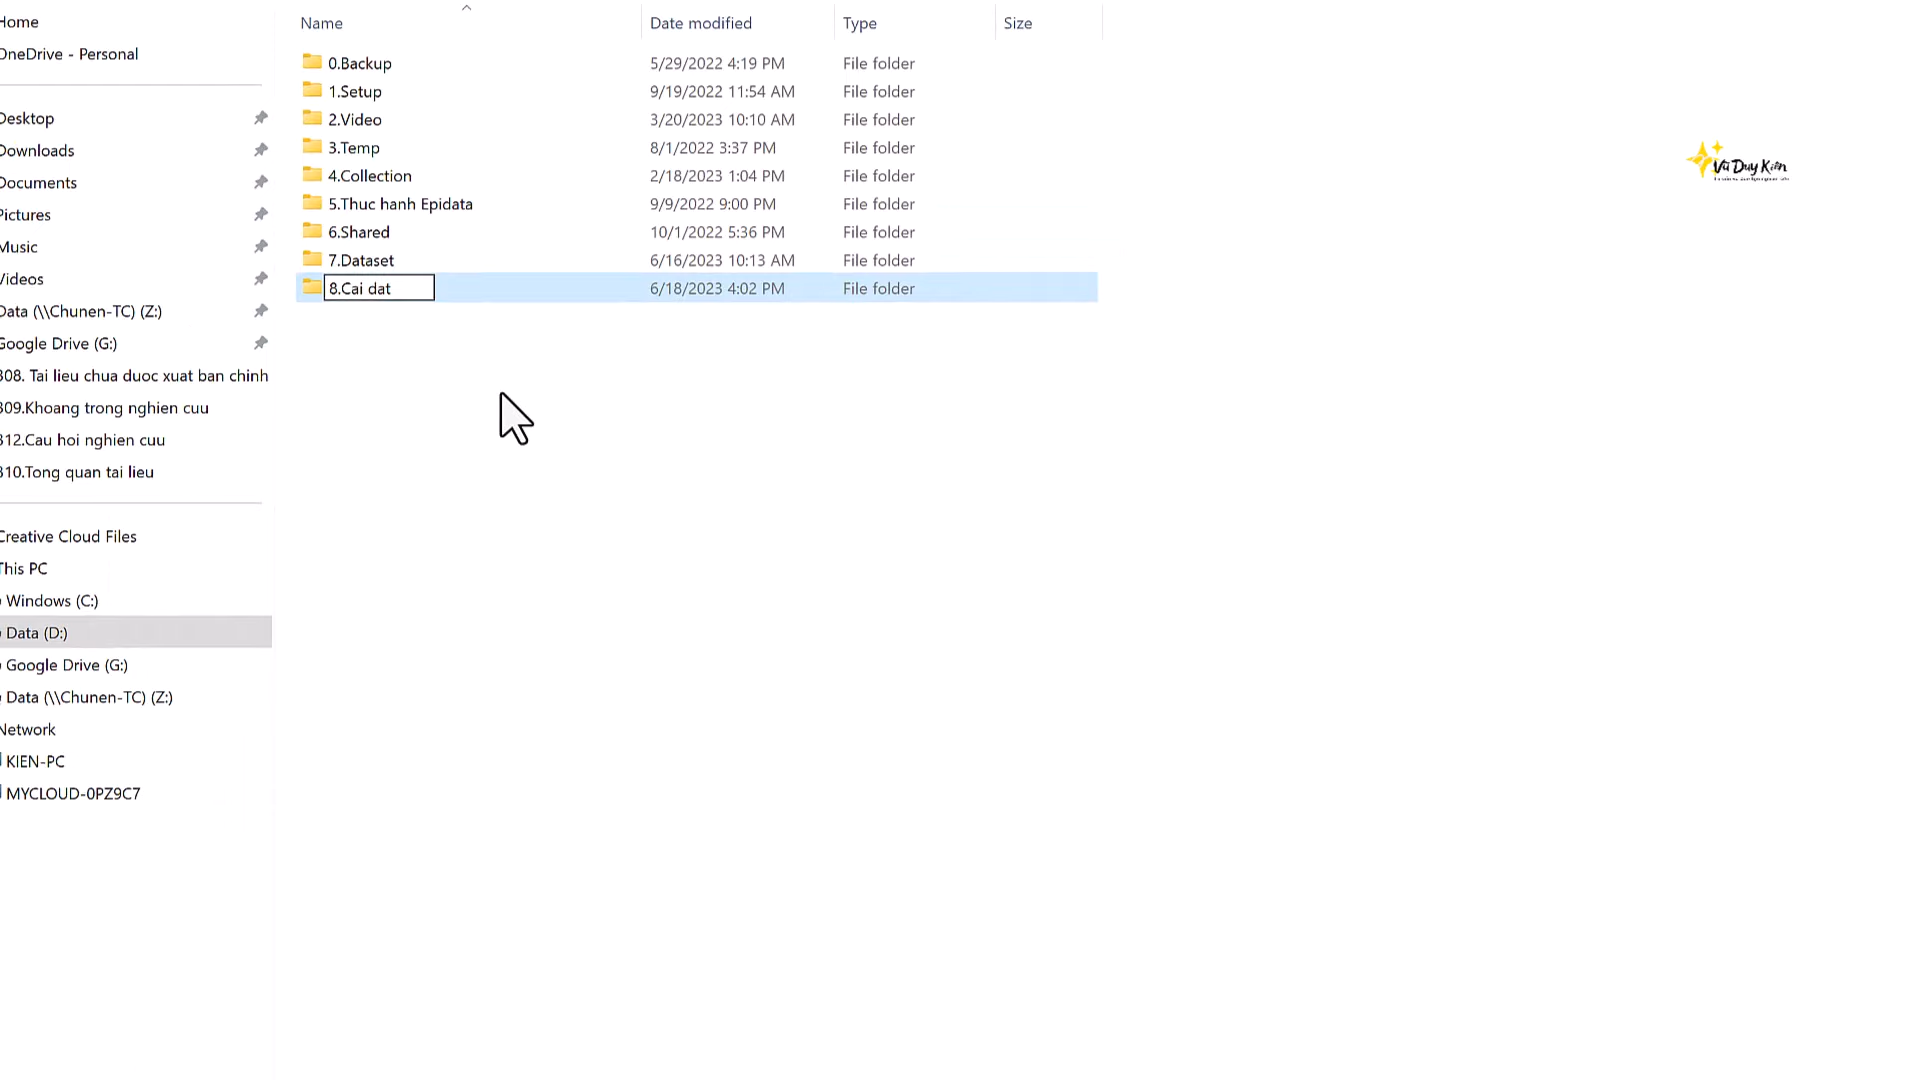 Home
OneDrive - Personal
Desktop
Downloads
Documents
Pictures
Music
Videos
Data (\\Chunen-TC) (Z:)
Google Drive (G:)
308. Tai lieu chua duoc xuat ban chinh
309.Khoang trong nghien cuu
312.Cau hoi nghien cuu
310.Tong quan tai lieu
Creative Cloud Files
This PC
Windows (C:)
Data (D:)
Google Drive (G:)
Data (\\Chunen-TC) (Z:)
Network
KIEN-PC
MYCLOUD-0PZ9C7
Name Date modified Type Size
0.Backup 5/29/2022 4:19 PM File folder
1.Setup 9/19/2022 11:54 AM File folder
2.Video 3/20/2023 10:10 AM File folder
3.Temp 8/1/2022 3:37 PM File folder
4.Collection 2/18/2023 1:04 PM File folder
5.Thuc hanh Epidata 9/9/2022 9:00 PM File folder
6.Shared 10/1/2022 5:36 PM File folder
7.Dataset 6/16/2023 10:13 AM File folder
8.Cai dat 6/18/2023 4:02 PM File folder
Vũ Duy Kiên